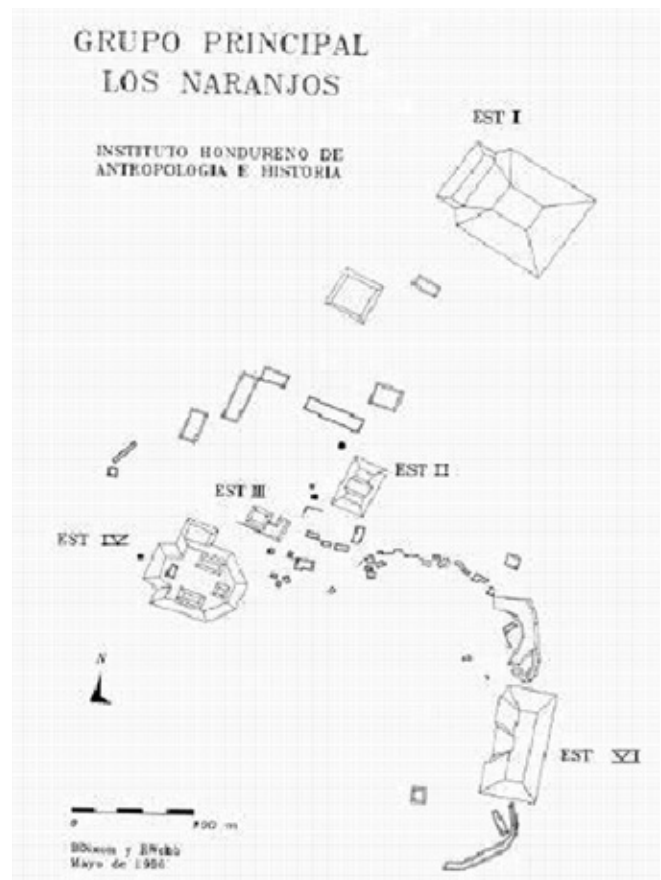 GRUPO PRINCIPAL
LOS NARANJOS
INSTITUTO HONDURENO DE
ANTROPOLOGIA E HISTORIA
EST I
EST II
EST III
EST IV
N
EST VI
0 100 m
y
Mayo de